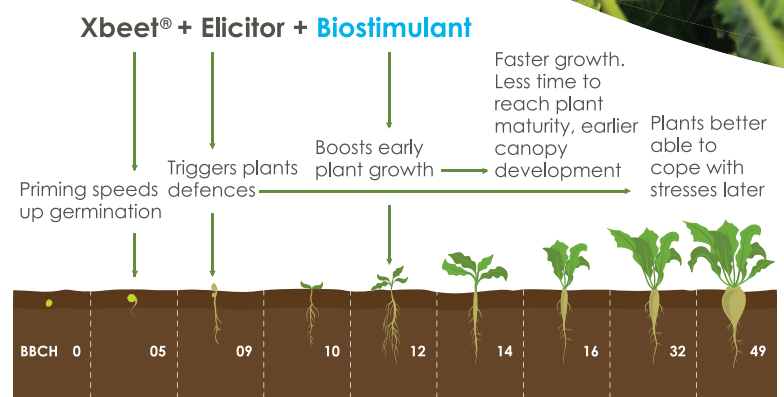 Xbeet® + Elicitor + Biostimulant
Priming speeds
up germination
Triggers plants
defences
Boosts early
plant growth
Faster growth.
Less time to
reach plant
maturity, earlier
canopy
development
Plants better
able to
cope with
stresses later
BBCH 0 05 09 10 12 14 16 32 49